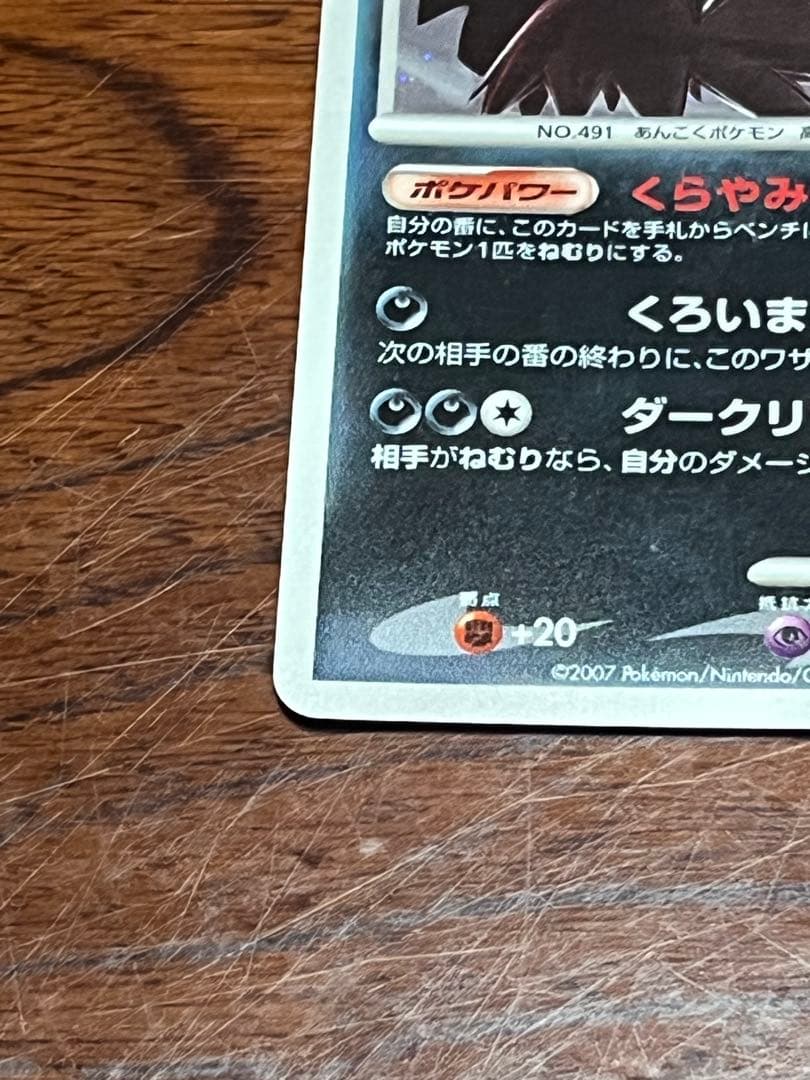 NO.491 あんこくポケモン 高
ポケパワー くらやみ
自分の番に、このカードを手札からベンチに
ポケモン1匹をねむりにする。
くろいま
次の相手の番の終わりに、このワザ
ダークリ
相手がねむりなら、自分のダメージ
弱点 抵抗力
+20
©2007 Pokémon/Nintendo/C